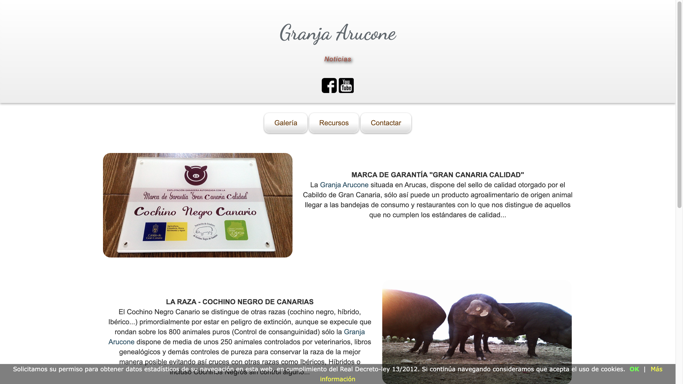 Granja Arucone
Noticias
You
Tube
Galería
Recursos
Contactar
MARCA DE GARANTÍA "GRAN CANARIA CALIDAD"
La Granja Arucone situada en Arucas, dispone del sello de calidad otorgado por el
Cabildo de Gran Canaria, sólo así puede un producto agroalimentario de origen animal
llegar a las bandejas de consumo y restaurantes con lo que nos distingue de aquellos
que no cumplen los estándares de calidad...
Marca de Garantía Gran Canaria Calidad
Cochino Negro Canario
LA RAZA - COCHINO NEGRO DE CANARIAS
El Cochino Negro Canario se distingue de otras razas (cochino negro, híbrido,
Ibérico...) primordialmente por estar en peligro de extinción, aunque se expecule que
rondan sobre los 800 animales puros (Control de consanguinidad) sólo la Granja
Arucone dispone de media de unos 250 animales controlados por veterinarios, libros
genealógicos y demás controles de pureza para conservar la raza de la mejor
manera posible evitando así cruces con otras razas como Ibéricos, Híbridos o
Solicitamos su permiso para obtener datos estadísticos de su navegación en esta web, en cumplimiento del Real Decreto-ley 13/2012. Si continúa navegando consideramos que acepta el uso de cookies. OK | Más
información